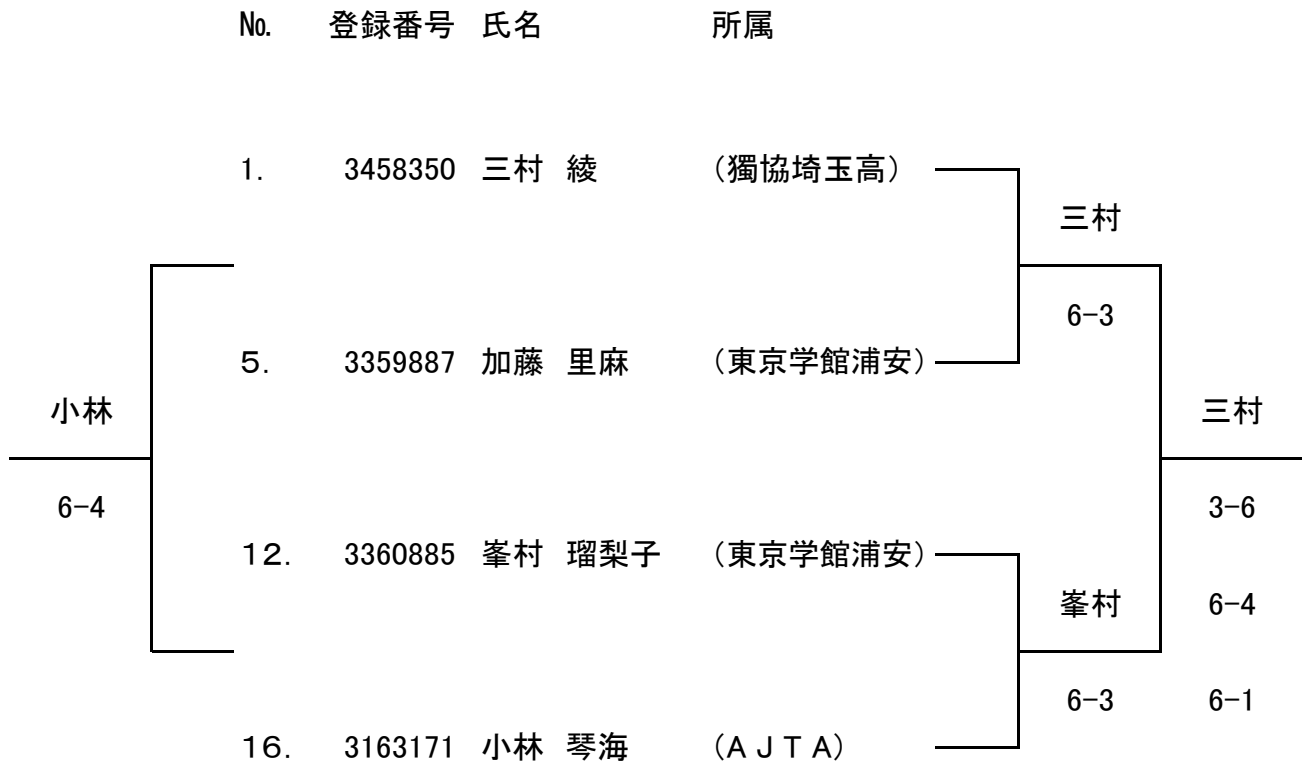 № 登録番号 氏名 所属
1. 3458350 三村 綾 (獨協埼玉高)
三村
6-3
5. 3359887 加藤 里麻 (東京学館浦安)
小林
三村
6-4
3-6
12. 3360885 峯村 瑠梨子 (東京学館浦安)
峯村
6-4
6-3
6-1
16. 3163171 小林 琴海 (AJTA)